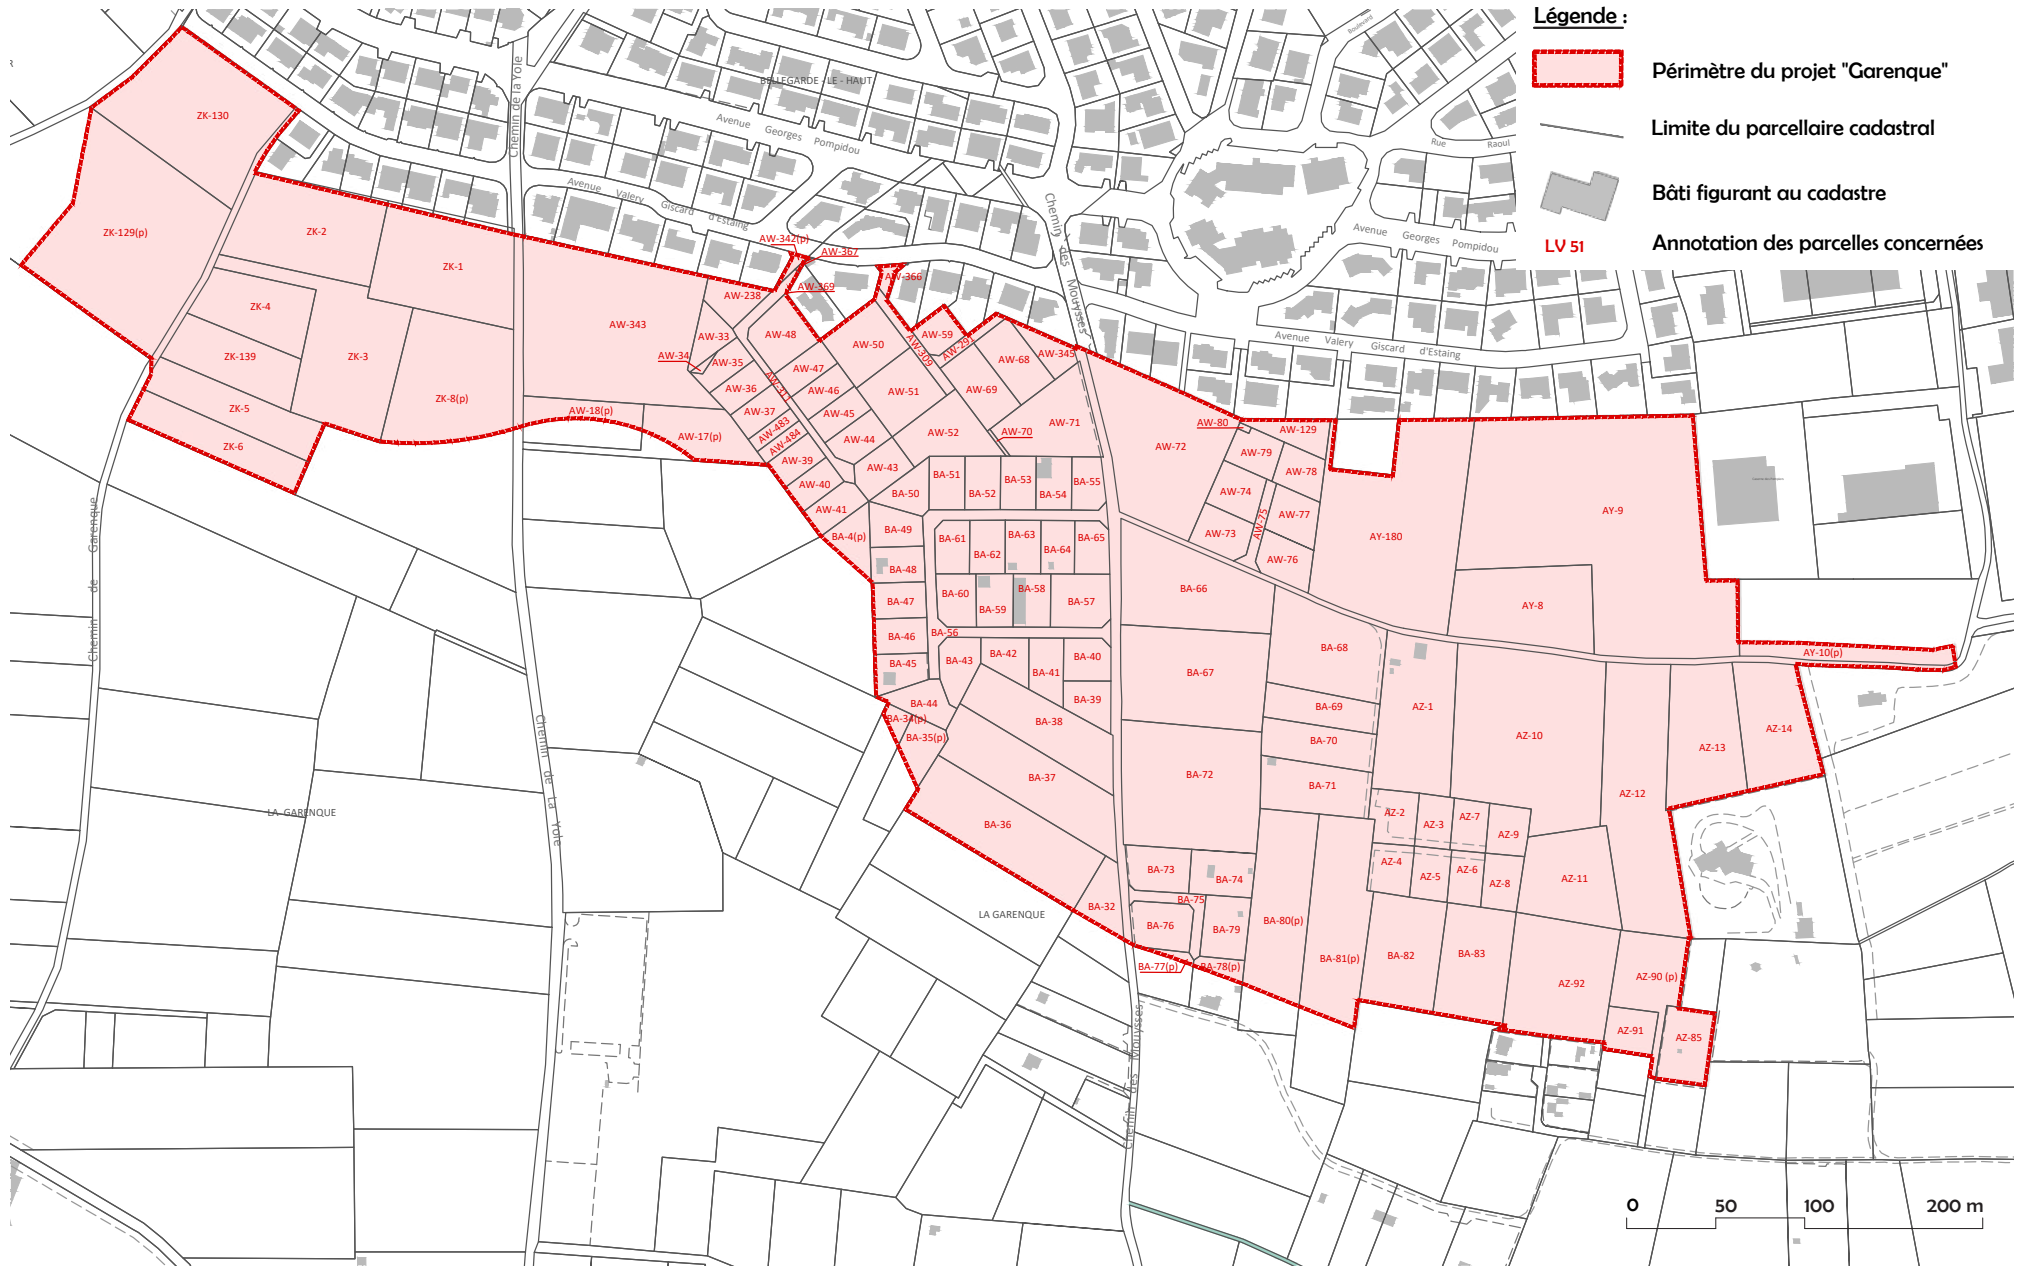 Légende :
Périmètre du projet "Garenque"
Limite du parcellaire cadastral
Bâti figurant au cadastre
LV 51
Annotation des parcelles concernées
BELLEGARDE - LE - HAUT
Chemin de la Yole
Avenue Georges Pompidou
Avenue Valery Giscard d'Estaing
Boulevard
Rue Raoul
Chemin des Mouysses
Avenue Georges Pompidou
Avenue Valery Giscard d'Estaing
ZK-130
ZK-129(p)
ZK-2
ZK-1
ZK-4
ZK-139
ZK-3
ZK-5
ZK-6
ZK-8(p)
AW-342(p)
AW-367
AW-366
AW-369
AW-238
AW-343
AW-33
AW-34
AW-35
AW-36
AW-37
AW-483
AW-484
AW-39
AW-40
AW-41
AW-18(p)
AW-17(p)
AW-48
AW-47
AW-46
AW-45
AW-44
AW-43
AW-50
AW-51
AW-52
AW-309
AW-59
AW-291
AW-68
AW-345
AW-69
AW-70
AW-71
AW-72
AW-80
AW-129
AW-79
AW-78
AW-74
AW-75
AW-77
AW-73
AW-76
AY-180
AY-9
AY-8
AY-10(p)
BA-4(p)
BA-50
BA-51
BA-52
BA-53
BA-54
BA-55
BA-49
BA-48
BA-47
BA-46
BA-45
BA-61
BA-62
BA-63
BA-64
BA-65
BA-60
BA-59
BA-58
BA-57
BA-56
BA-43
BA-42
BA-41
BA-40
BA-39
BA-44
BA-34(p)
BA-35(p)
BA-38
BA-37
BA-36
BA-32
BA-66
BA-67
BA-68
BA-69
BA-70
BA-71
BA-72
BA-73
BA-74
BA-75
BA-76
BA-79
BA-77(p)
BA-78(p)
BA-80(p)
BA-81(p)
BA-82
BA-83
AZ-1
AZ-10
AZ-12
AZ-13
AZ-14
AZ-2
AZ-3
AZ-7
AZ-9
AZ-4
AZ-5
AZ-6
AZ-8
AZ-11
AZ-92
AZ-90 (p)
AZ-91
AZ-85
Chemin de Garenque
Chemin de La Yole
Chemin des Mouysses
LA GARENQUE
LA GARENQUE
0 50 100 200 m